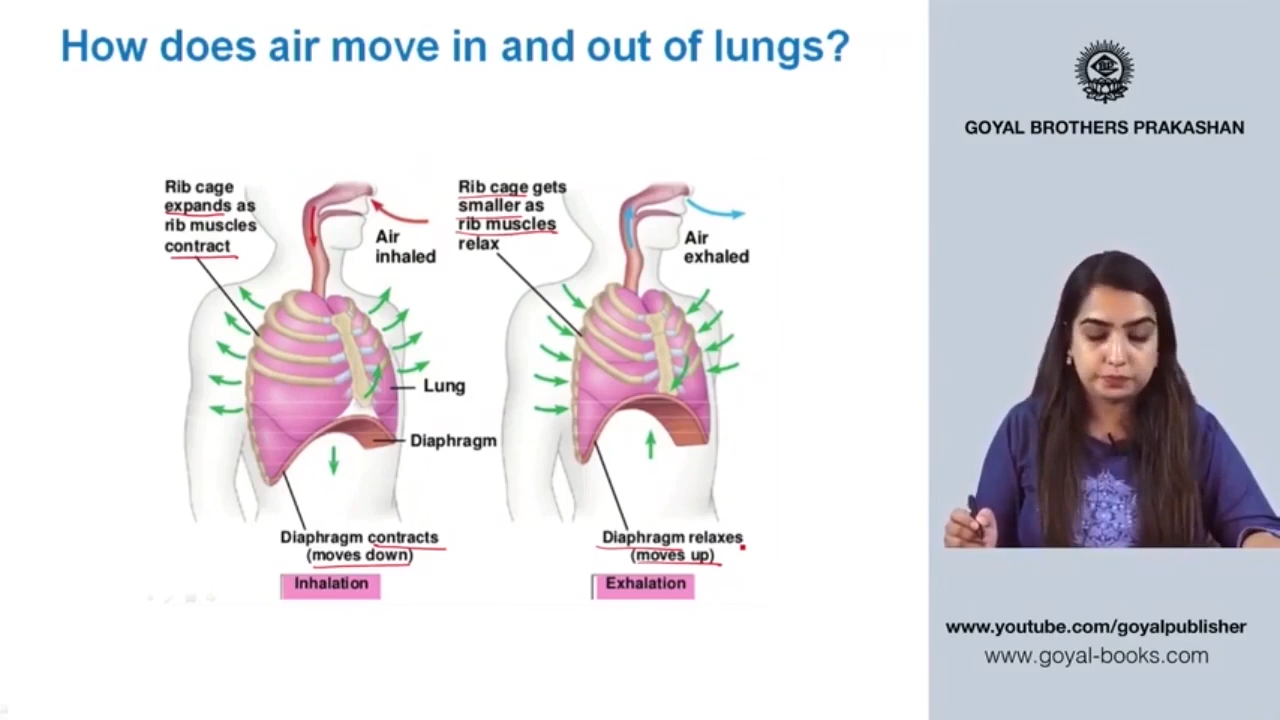 How does air move in and out of lungs?
GBP
GOYAL BROTHERS PRAKASHAN
Rib cage
expands as
rib muscles
contract
Air
inhaled
Lung
Diaphragm
Diaphragm contracts
(moves down)
Inhalation
Rib cage gets
smaller as
rib muscles
relax
Air
exhaled
Diaphragm relaxes
(moves up)
Exhalation
www.youtube.com/goyalpublisher
www.goyal-books.com